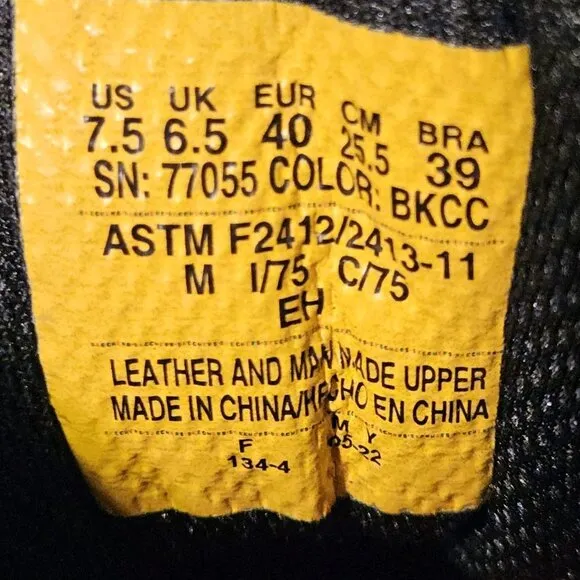 US UK EUR CM BRA
7.5 6.5 40 25.5 39
SN: 77055 COLOR: BKCC
ASTM F2412/2413-11
M I/75 C/75
EH
LEATHER AND MAN MADE UPPER
MADE IN CHINA/HECHO EN CHINA
F M Y
134-4 05-22